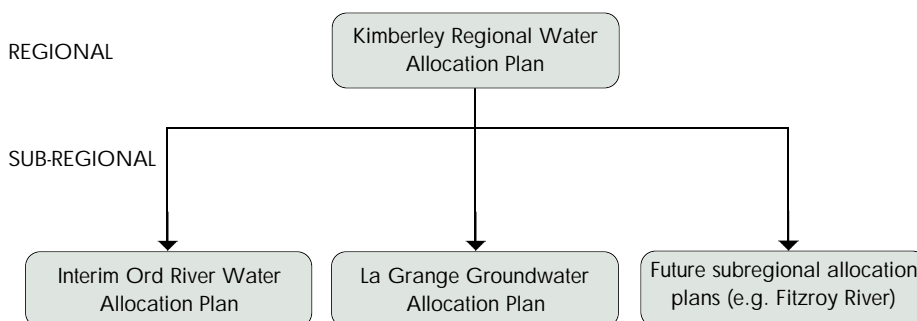 Kimberley Regional Water
Allocation Plan
REGIONAL
SUB-REGIONAL
Interim Ord River Water
Allocation Plan
La Grange Groundwater
Allocation Plan
Future subregional allocation
plans (e.g. Fitzroy River)